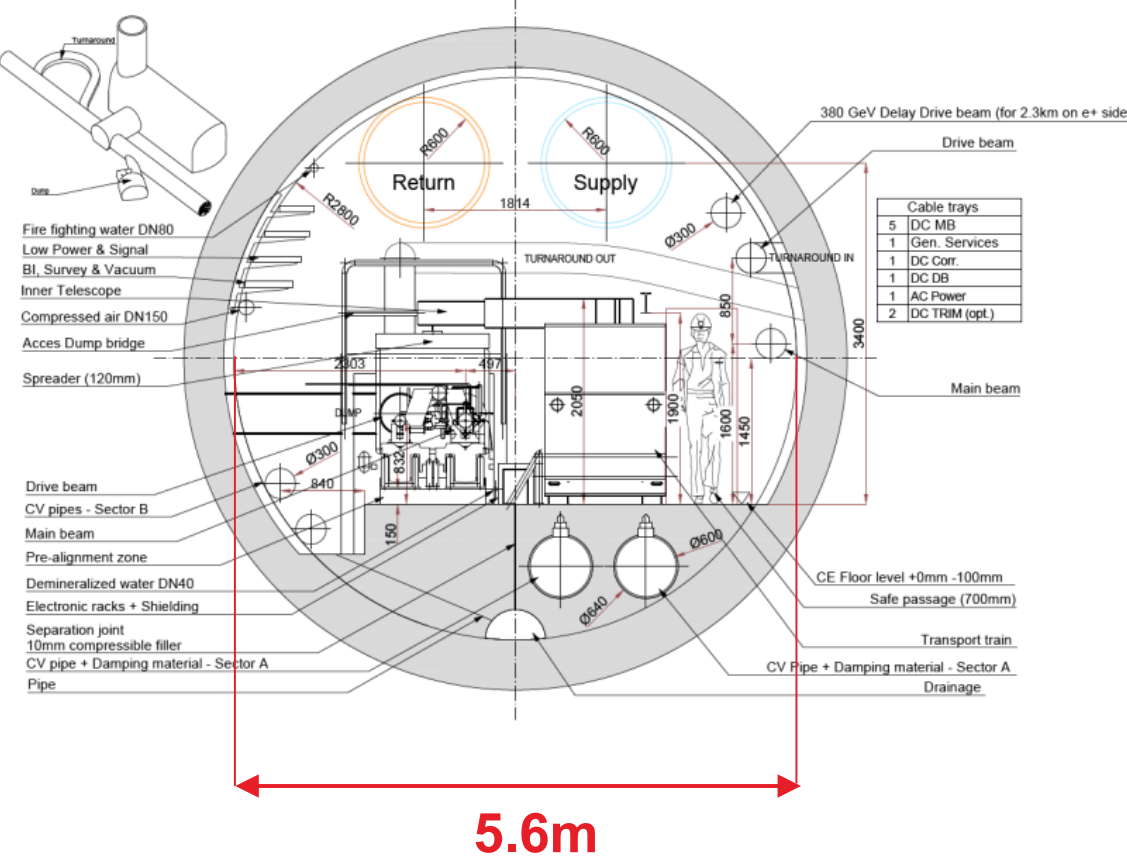 Turnaround
Dump
380 GeV Delay Drive beam (for 2.3km on e+ side
Drive beam
R600
R600
Return
Supply
1814
R2800
Ø300
Cable trays
5 DC MB
1 Gen. Services
1 DC Corr.
1 DC DB
1 AC Power
2 DC TRIM (opt.)
Fire fighting water DN80
Low Power & Signal
BI, Survey & Vacuum
Inner Telescope
Compressed air DN150
Acces Dump bridge
Spreader (120mm)
TURNAROUND OUT
TURNAROUND IN
850
3400
2303
497
Main beam
DUMP
2050
1900
1600
1450
Ø300
832
840
150
Drive beam
CV pipes - Sector B
Main beam
Pre-alignment zone
Demineralized water DN40
Electronic racks + Shielding
Separation joint
10mm compressible filler
CV pipe + Damping material - Sector A
Pipe
Ø600
Ø640
CE Floor level +0mm -100mm
Safe passage (700mm)
Transport train
CV Pipe + Damping material - Sector A
Drainage
5.6m